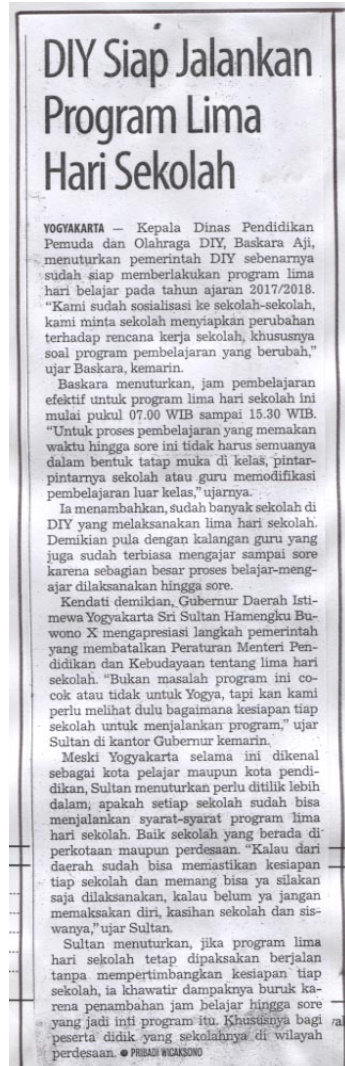 DIY Siap Jalankan
Program Lima
Hari Sekolah
YOGYAKARTA — Kepala Dinas Pendidikan
Pemuda dan Olahraga DIY, Baskara Aji,
menuturkan pemerintah DIY sebenarnya
sudah siap memberlakukan program lima
hari belajar pada tahun ajaran 2017/2018.
"Kami sudah sosialisasi ke sekolah-sekolah,
kami minta sekolah menyiapkan perubahan
terhadap rencana kerja sekolah, khususnya
soal program pembelajaran yang berubah,"
ujar Baskara, kemarin.
Baskara menuturkan, jam pembelajaran
efektif untuk program lima hari sekolah ini
mulai pukul 07.00 WIB sampai 15.30 WIB.
"Untuk proses pembelajaran yang memakan
waktu hingga sore ini tidak harus semuanya
dalam bentuk tatap muka di kelas, pintar-
pintarnya sekolah atau guru memodifikasi
pembelajaran luar kelas," ujarnya.
Ia menambahkan, sudah banyak sekolah di
DIY yang melaksanakan lima hari sekolah.
Demikian pula dengan kalangan guru yang
juga sudah terbiasa mengajar sampai sore
karena sebagian besar proses belajar-meng-
ajar dilaksanakan hingga sore.
Kendati demikian, Gubernur Daerah Isti-
mewa Yogyakarta Sri Sultan Hamengku Bu-
wono X mengapresiasi langkah pemerintah
yang membatalkan Peraturan Menteri Pen-
didikan dan Kebudayaan tentang lima hari
sekolah. "Bukan masalah program ini co-
cok atau tidak untuk Yogya, tapi kan kami
perlu melihat dulu bagaimana kesiapan tiap
sekolah untuk menjalankan program," ujar
Sultan di kantor Gubernur kemarin.
Meski Yogyakarta selama ini dikenal
sebagai kota pelajar maupun kota pendi-
dikan, Sultan menuturkan perlu ditilik lebih
dalam, apakah setiap sekolah sudah bisa
menjalankan syarat-syarat program lima
hari sekolah. Baik sekolah yang berada di
perkotaan maupun perdesaan. "Kalau dari
daerah sudah bisa memastikan kesiapan
tiap sekolah dan memang bisa ya silakan
saja dilaksanakan, kalau belum ya jangan
memaksakan diri, kasihan sekolah dan sis-
wanya," ujar Sultan.
Sultan menuturkan, jika program lima
hari sekolah tetap dipaksakan berjalan
tanpa mempertimbangkan kesiapan tiap
sekolah, ia khawatir dampaknya buruk ka-
rena penambahan jam belajar hingga sore
yang jadi inti program itu. Khususnya bagi
peserta didik yang sekolahnya di wilayah
perdesaan. ● PRIBADI WICAKSONO